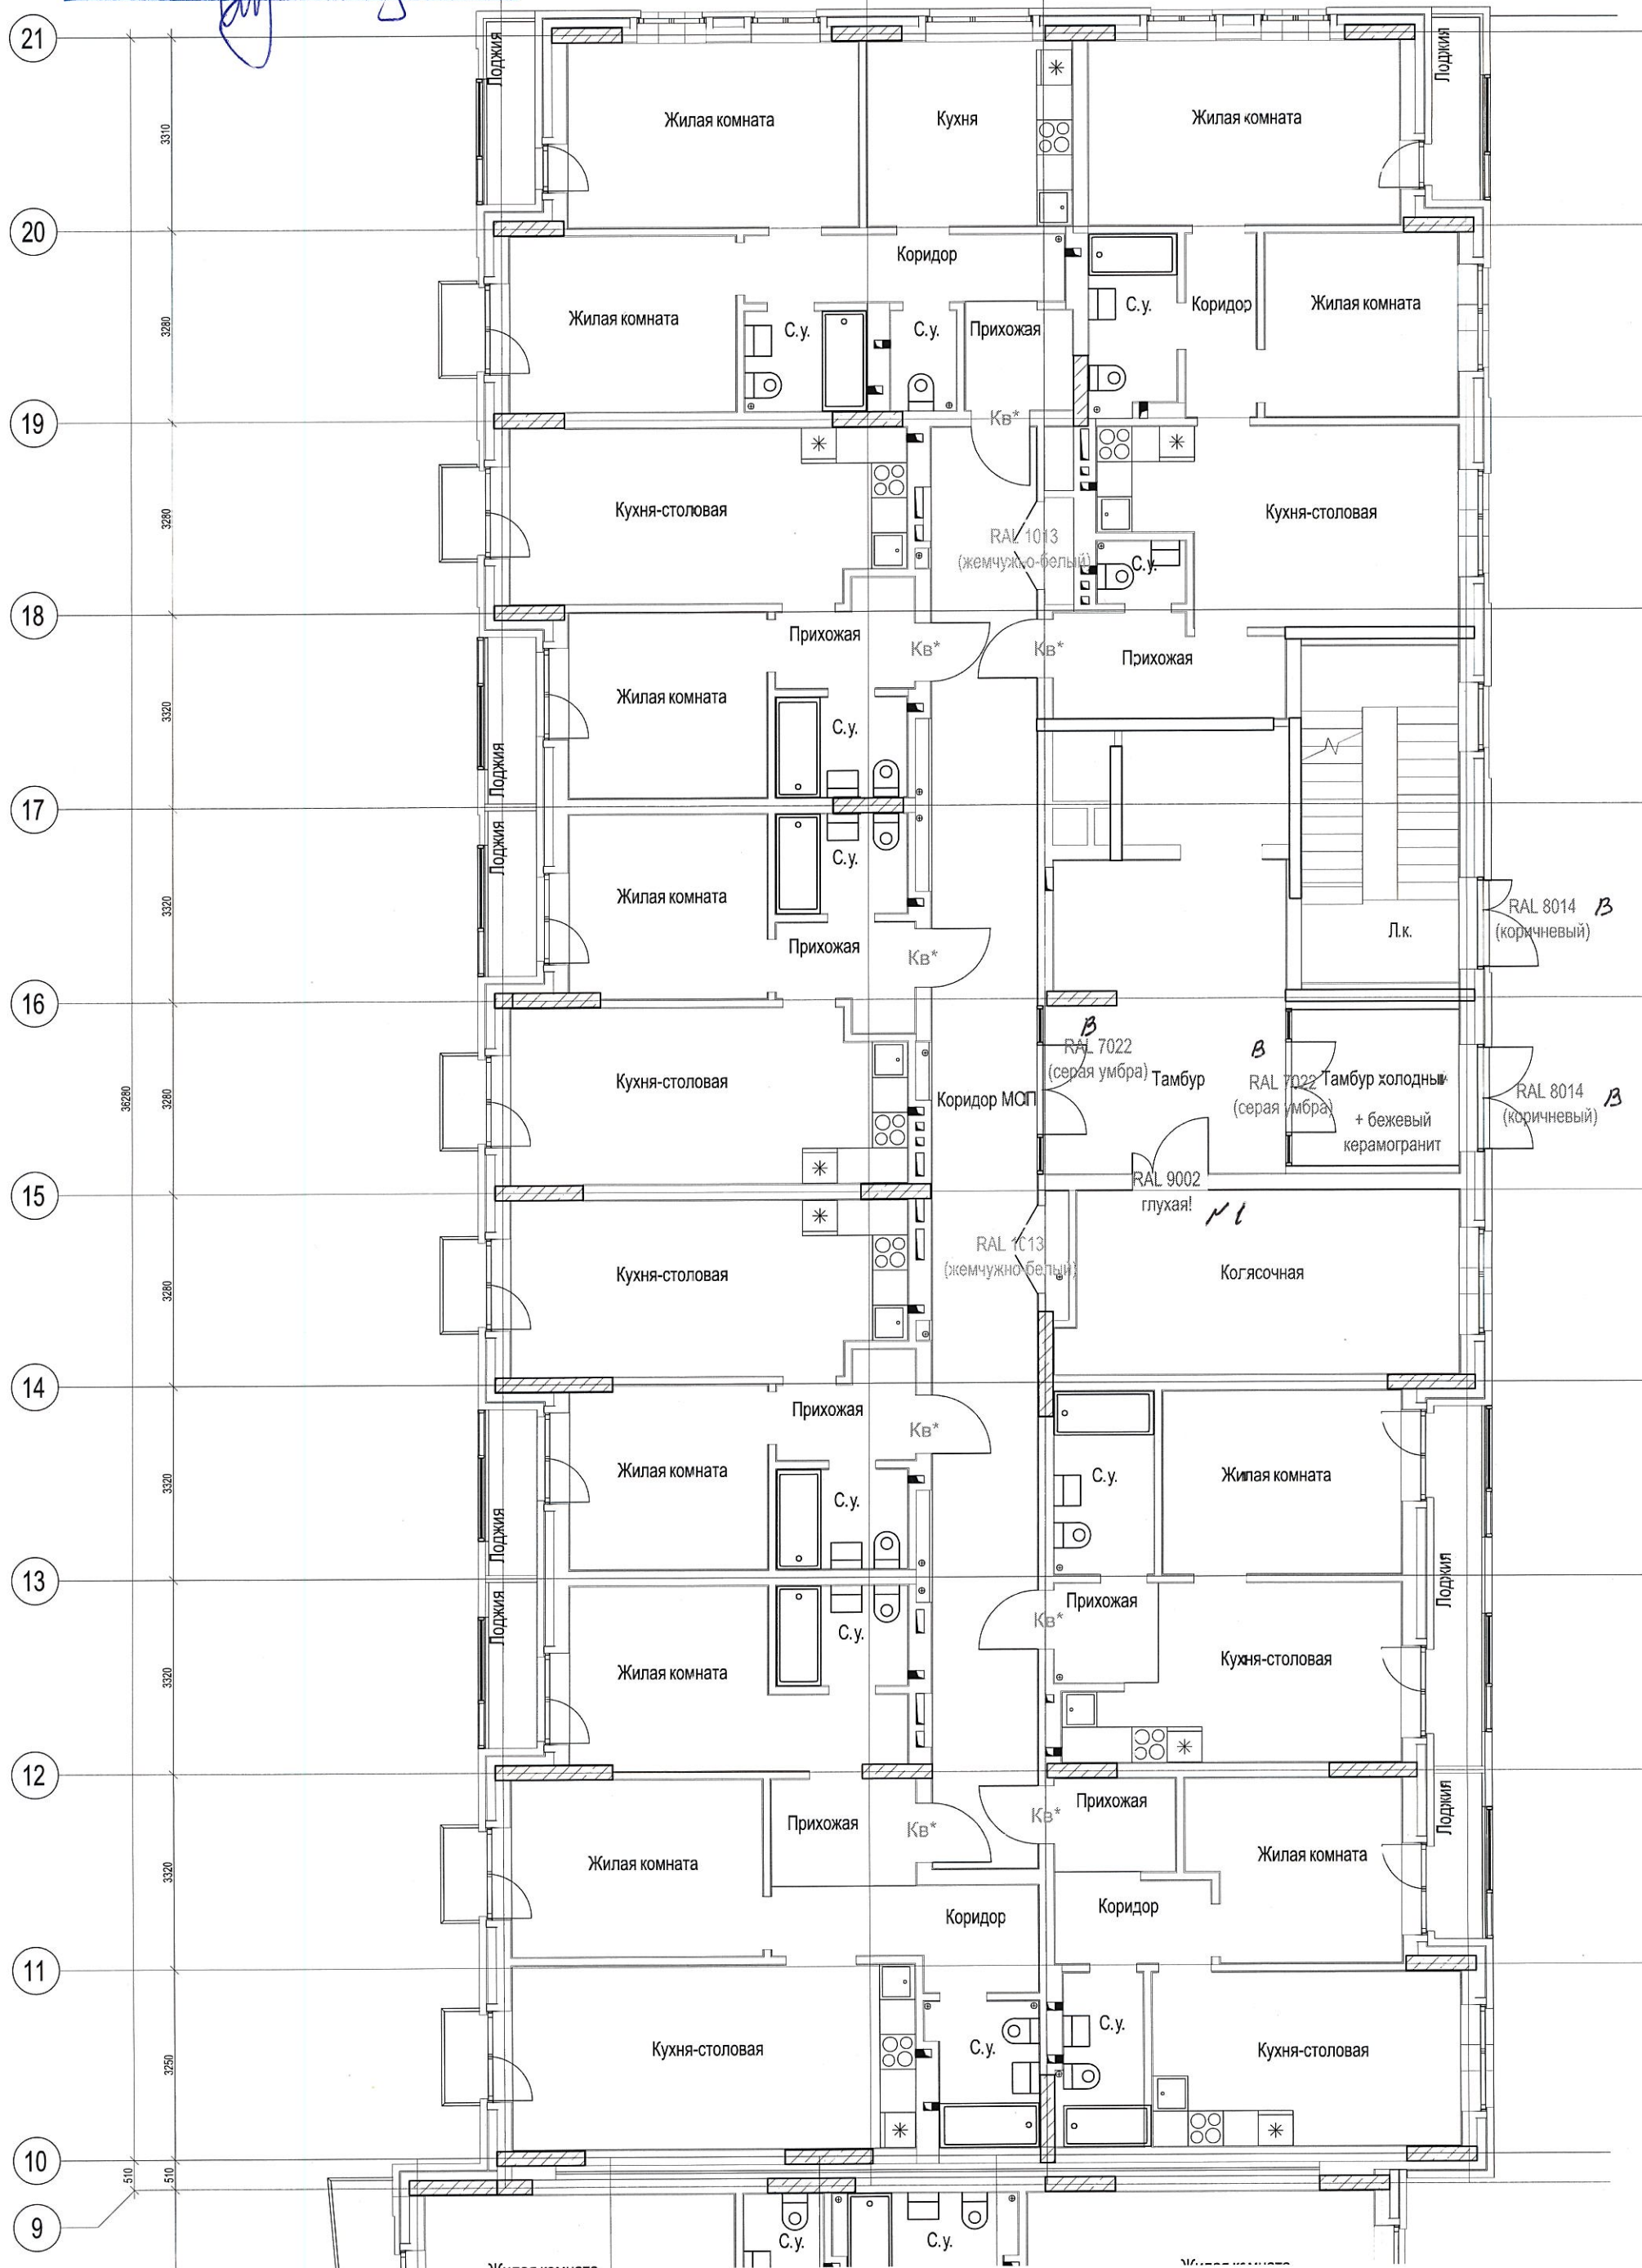 21
Лоджия
Лоджия
3310
Жилая комната
Кухня
Жилая комната
20
Коридор
3280
Жилая комната
С.у.
С.у.
Прихожая
С.у.
Коридор
Жилая комната
19
Кв*
3280
Кухня-столовая
RAL 1013
(жемчужно-белый)
Кухня-столовая
С.у.
18
Прихожая
Кв*
Кв*
Прихожая
3320
Жилая комната
С.у.
Лоджия
17
Лоджия
С.у.
3320
Жилая комната
RAL 8014 В
(коричневый)
Л.к.
Прихожая
Кв*
16
В
RAL 7022
(серая умбра)
Тамбур
В
RAL 7022
(серая умбра)
Тамбур холодный
+ бежевый
керамогранит
RAL 8014 В
(коричневый)
36280
3280
Кухня-столовая
Коридор МОП
15
RAL 9002
глухая!
N1
3280
Кухня-столовая
RAL 1013
(жемчужно-белый)
Колясочная
14
Прихожая
Кв*
3320
Жилая комната
С.у.
С.у.
Жилая комната
Лоджия
13
Лоджия
Лоджия
Прихожая
Кв*
С.у.
3320
Жилая комната
Кухня-столовая
12
Прихожая
Кв*
Кв*
Прихожая
Лоджия
3320
Жилая комната
Жилая комната
Коридор
Коридор
11
3250
Кухня-столовая
С.у.
С.у.
Кухня-столовая
10
510
510
9
С.у.
С.у.
Жилая комната
Жилая комната